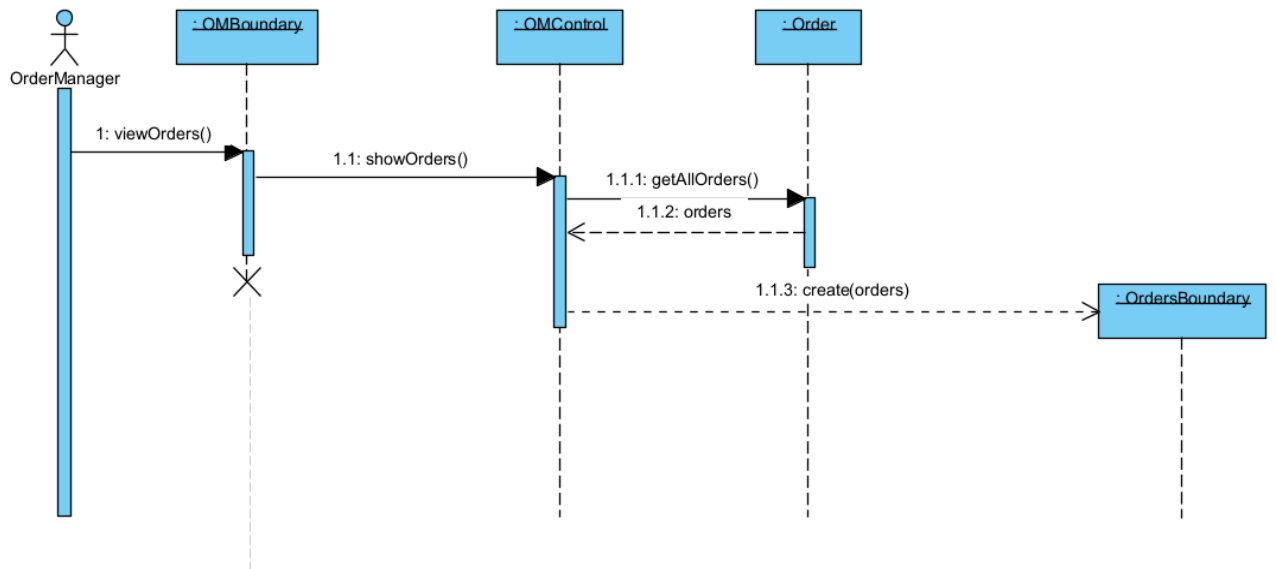 : OMBoundary
: OMControl
: Order
OrderManager
1: viewOrders()
1.1: showOrders()
1.1.1: getAllOrders()
1.1.2: orders
1.1.3: create(orders)
: OrdersBoundary